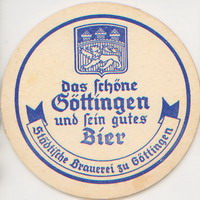 das schöne
Göttingen
und sein gutes
Bier
Städtische Brauerei zu Göttingen